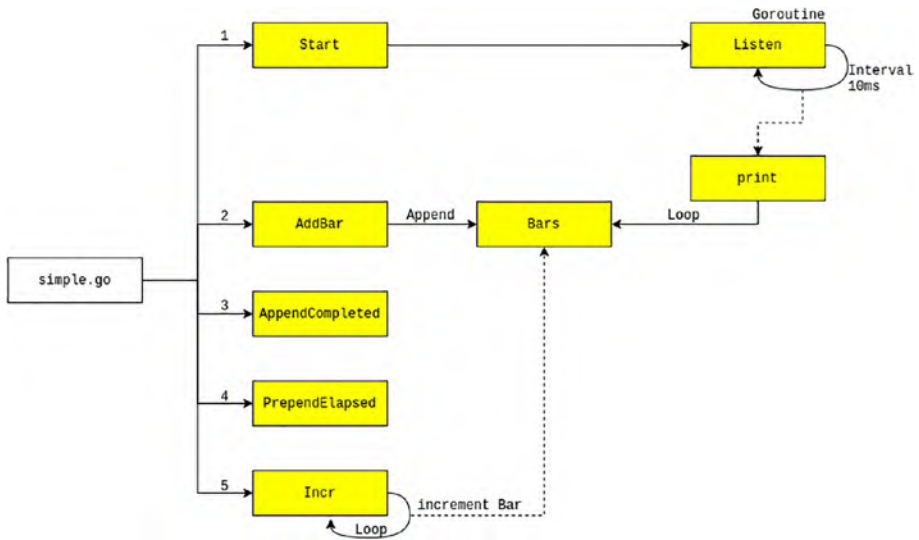 Goroutine
1
Start
Listen
Interval
10ms
print
2
AddBar
Append
Bars
Loop
simple.go
3
AppendCompleted
4
PrependElapsed
5
Incr
increment Bar
Loop